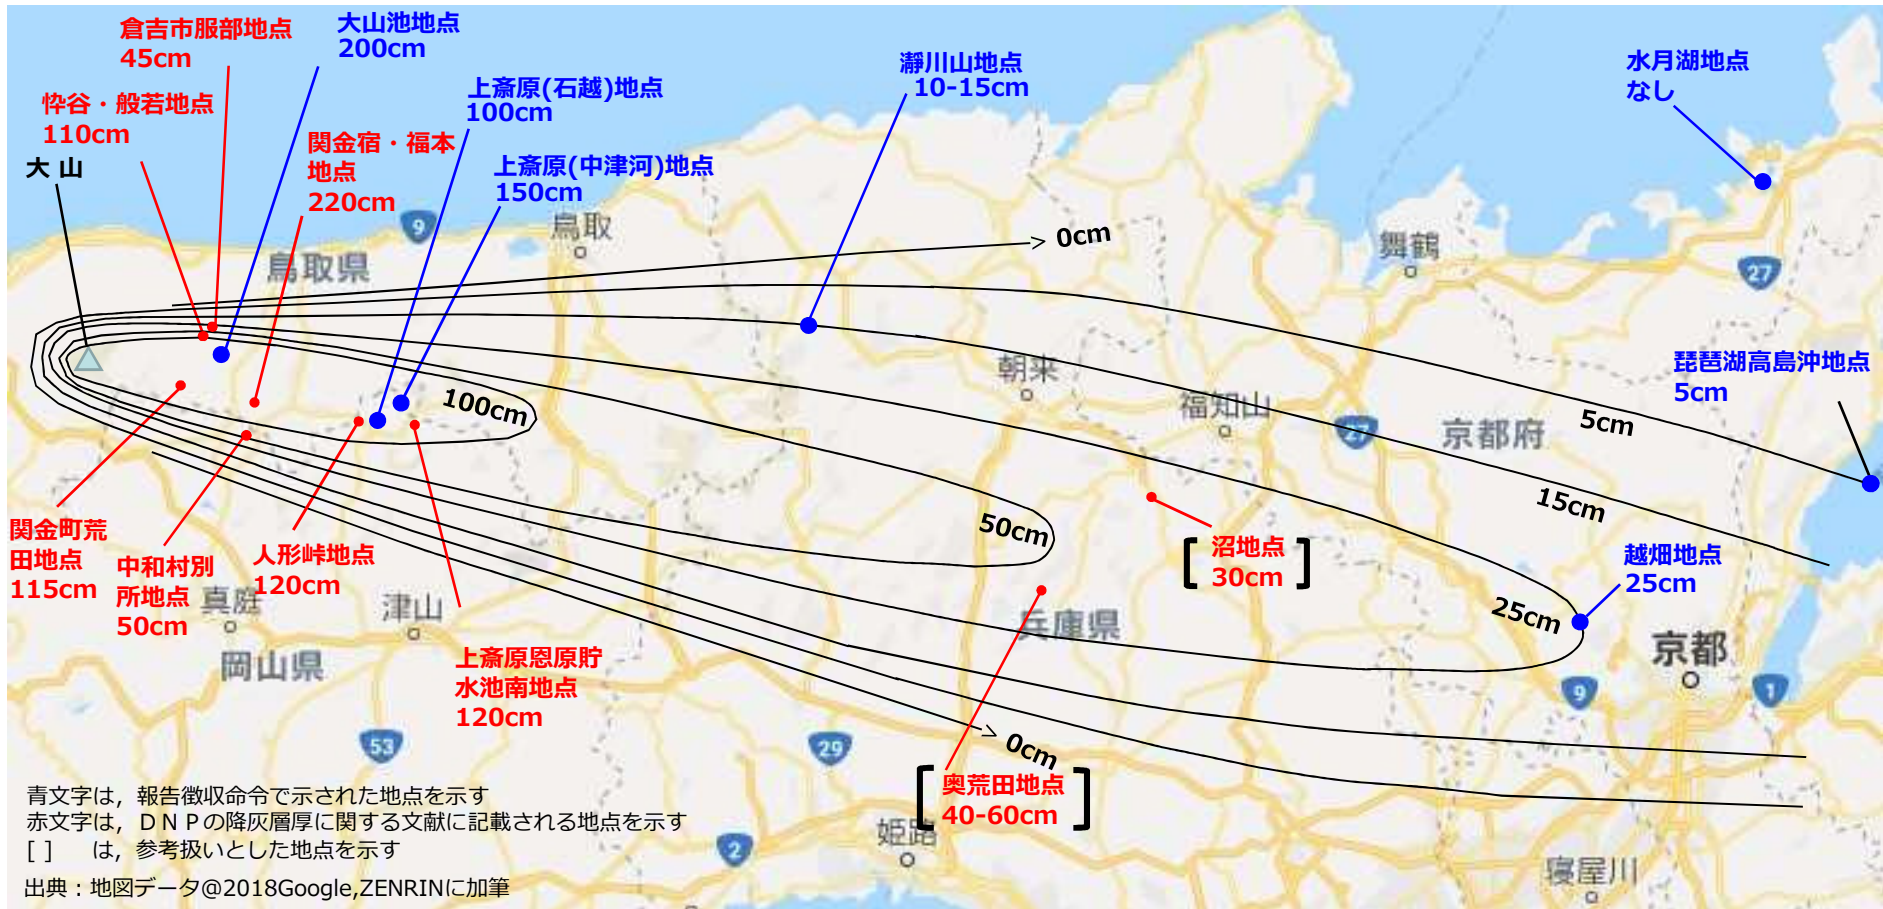 倉吉市服部地点
45cm
大山池地点
200cm
瀞川山地点
10-15cm
水月湖地点
なし
忰谷・般若地点
110cm
上斎原(石越)地点
100cm
関金宿・福本
地点
220cm
大 山
上斎原(中津河)地点
150cm
9
鳥取
鳥取県
0cm
舞鶴
27
朝来
福知山
27
京都府
琵琶湖高島沖地点
5cm
100cm
5cm
15cm
50cm
25cm
関金町荒
田地点
115cm
中和村別
所地点
50cm
人形峠地点
120cm
沼地点
[ 30cm ]
越畑地点
25cm
真庭
津山
兵庫県
京都
岡山県
上斎原恩原貯
水池南地点
120cm
9
1
53
29
0cm
奥荒田地点
[ 40-60cm ]
姫路
2
寝屋川
青文字は，報告徴収命令で示された地点を示す
赤文字は，ＤＮＰの降灰層厚に関する文献に記載される地点を示す
[ ] は，参考扱いとした地点を示す
出典：地図データ@2018Google,ZENRINに加筆